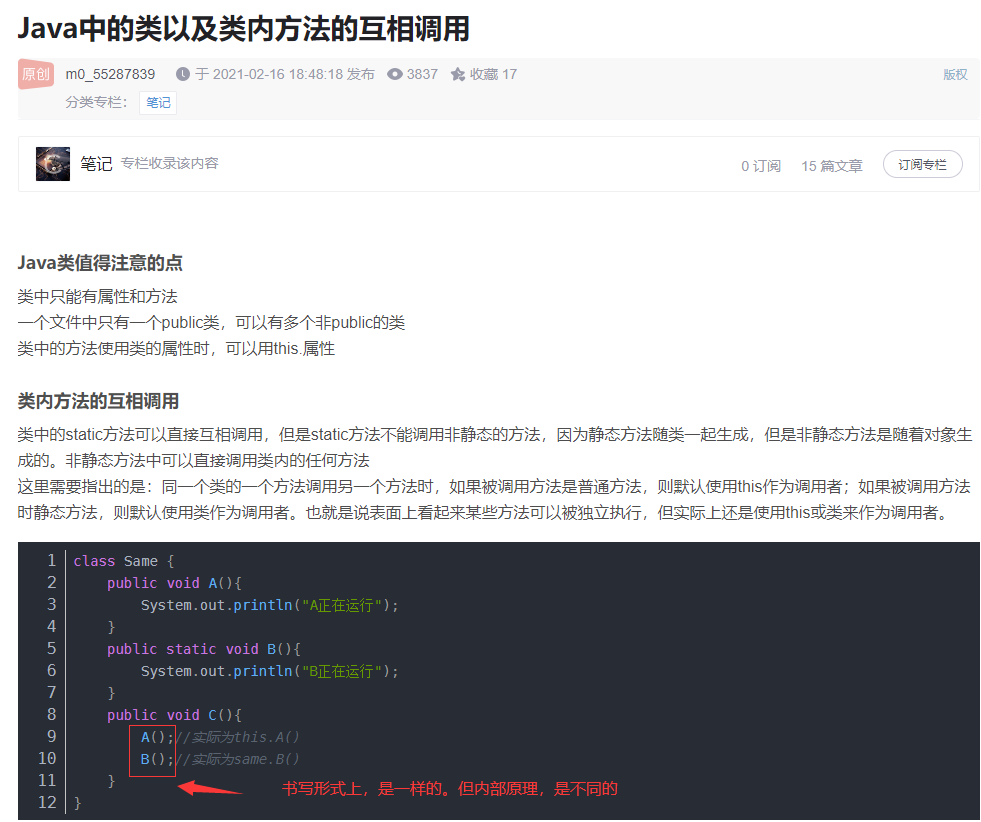 Java中的类以及类内方法的互相调用
原创 m0_55287839 于 2021-02-16 18:48:18 发布 3837 收藏 17 版权
分类专栏： 笔记
笔记 专栏收录该内容 0 订阅 15 篇文章 订阅专栏
Java类值得注意的点
类中只能有属性和方法
一个文件中只有一个public类，可以有多个非public的类
类中的方法使用类的属性时，可以用this.属性
类内方法的互相调用
类中的static方法可以直接互相调用，但是static方法不能调用非静态的方法，因为静态方法随类一起生成，但是非静态方法是随着对象生
成的。非静态方法中可以直接调用类内的任何方法
这里需要指出的是：同一个类的一个方法调用另一个方法时，如果被调用方法是普通方法，则默认使用this作为调用者；如果被调用方法
时静态方法，则默认使用类作为调用者。也就是说表面上看起来某些方法可以被独立执行，但实际上还是使用this或类来作为调用者。
1 class Same {
2 public void A(){
3 System.out.println("A正在运行");
4 }
5 public static void B(){
6 System.out.println("B正在运行");
7 }
8 public void C(){
9 A();//实际为this.A()
10 B();//实际为same.B()
11 }
书写形式上，是一样的。但内部原理，是不同的
12 }